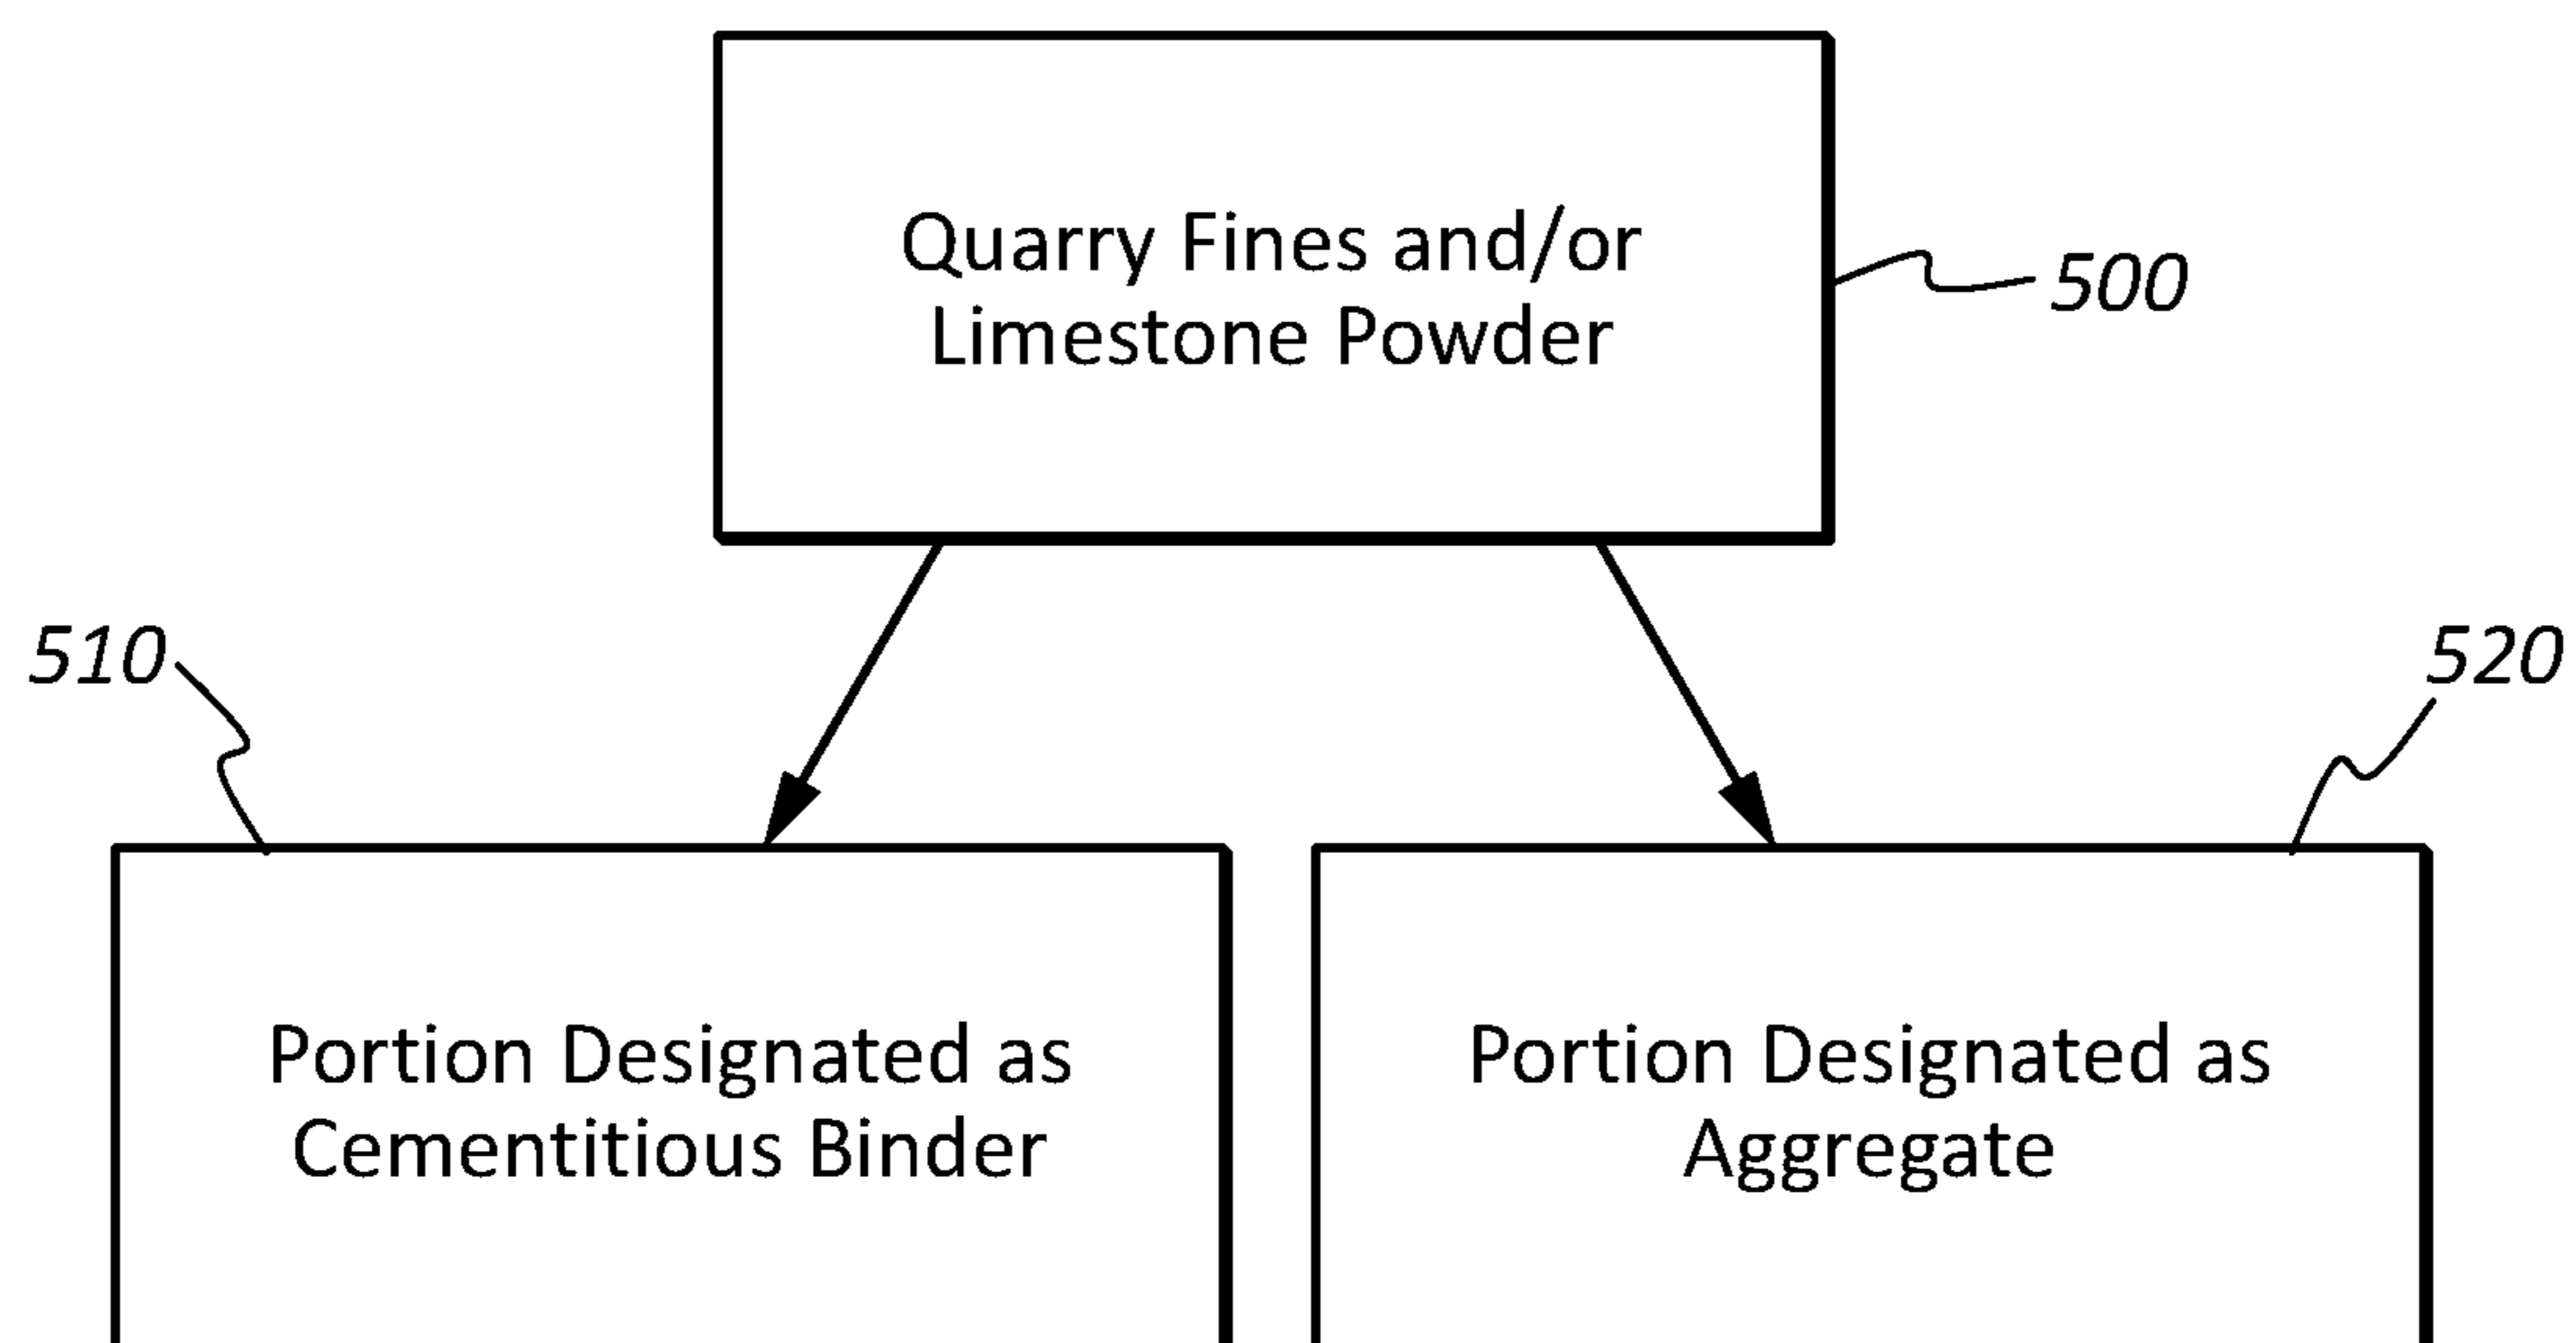 Quarry Fines and/or
Limestone Powder
500
510
520
Portion Designated as
Cementitious Binder
Portion Designated as
Aggregate